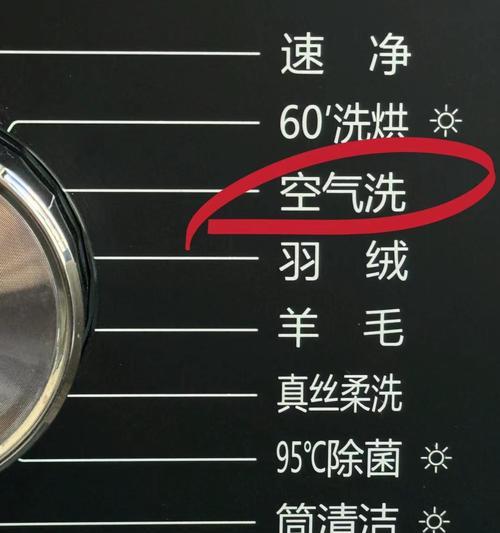 速净
60'洗烘
空气洗
羽绒
羊毛
真丝柔洗
95℃除菌
筒清洁